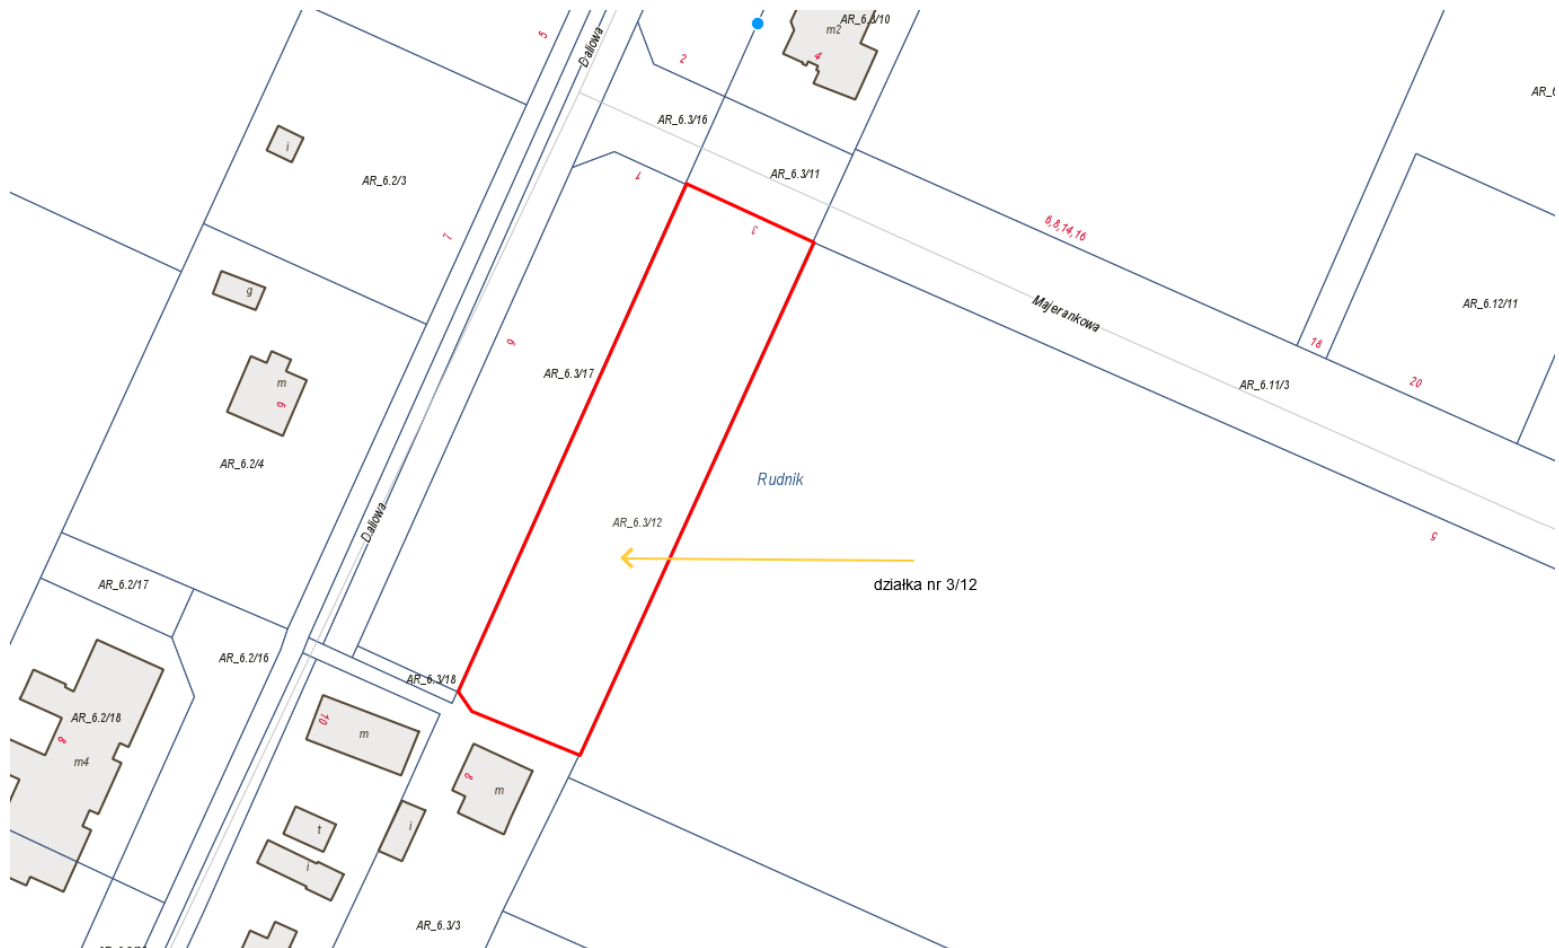 AR_6.3/10
m2
4
5
Daliowa
2
AR_6.3/16
i
AR_6.2/3
1
AR_6.3/11
6,8,14,16
3
7
g
AR_6.12/11
Majerankowa
18
9
AR_6.3/17
20
AR_6.11/3
m
9
AR_6.2/4
Rudnik
AR_6.3/12
Daliowa
5
działka nr 3/12
AR_6.2/17
AR_6.2/16
AR_6.3/18
AR_6.2/18
10
m
8
m4
m
t
i
i
AR_6.3/3